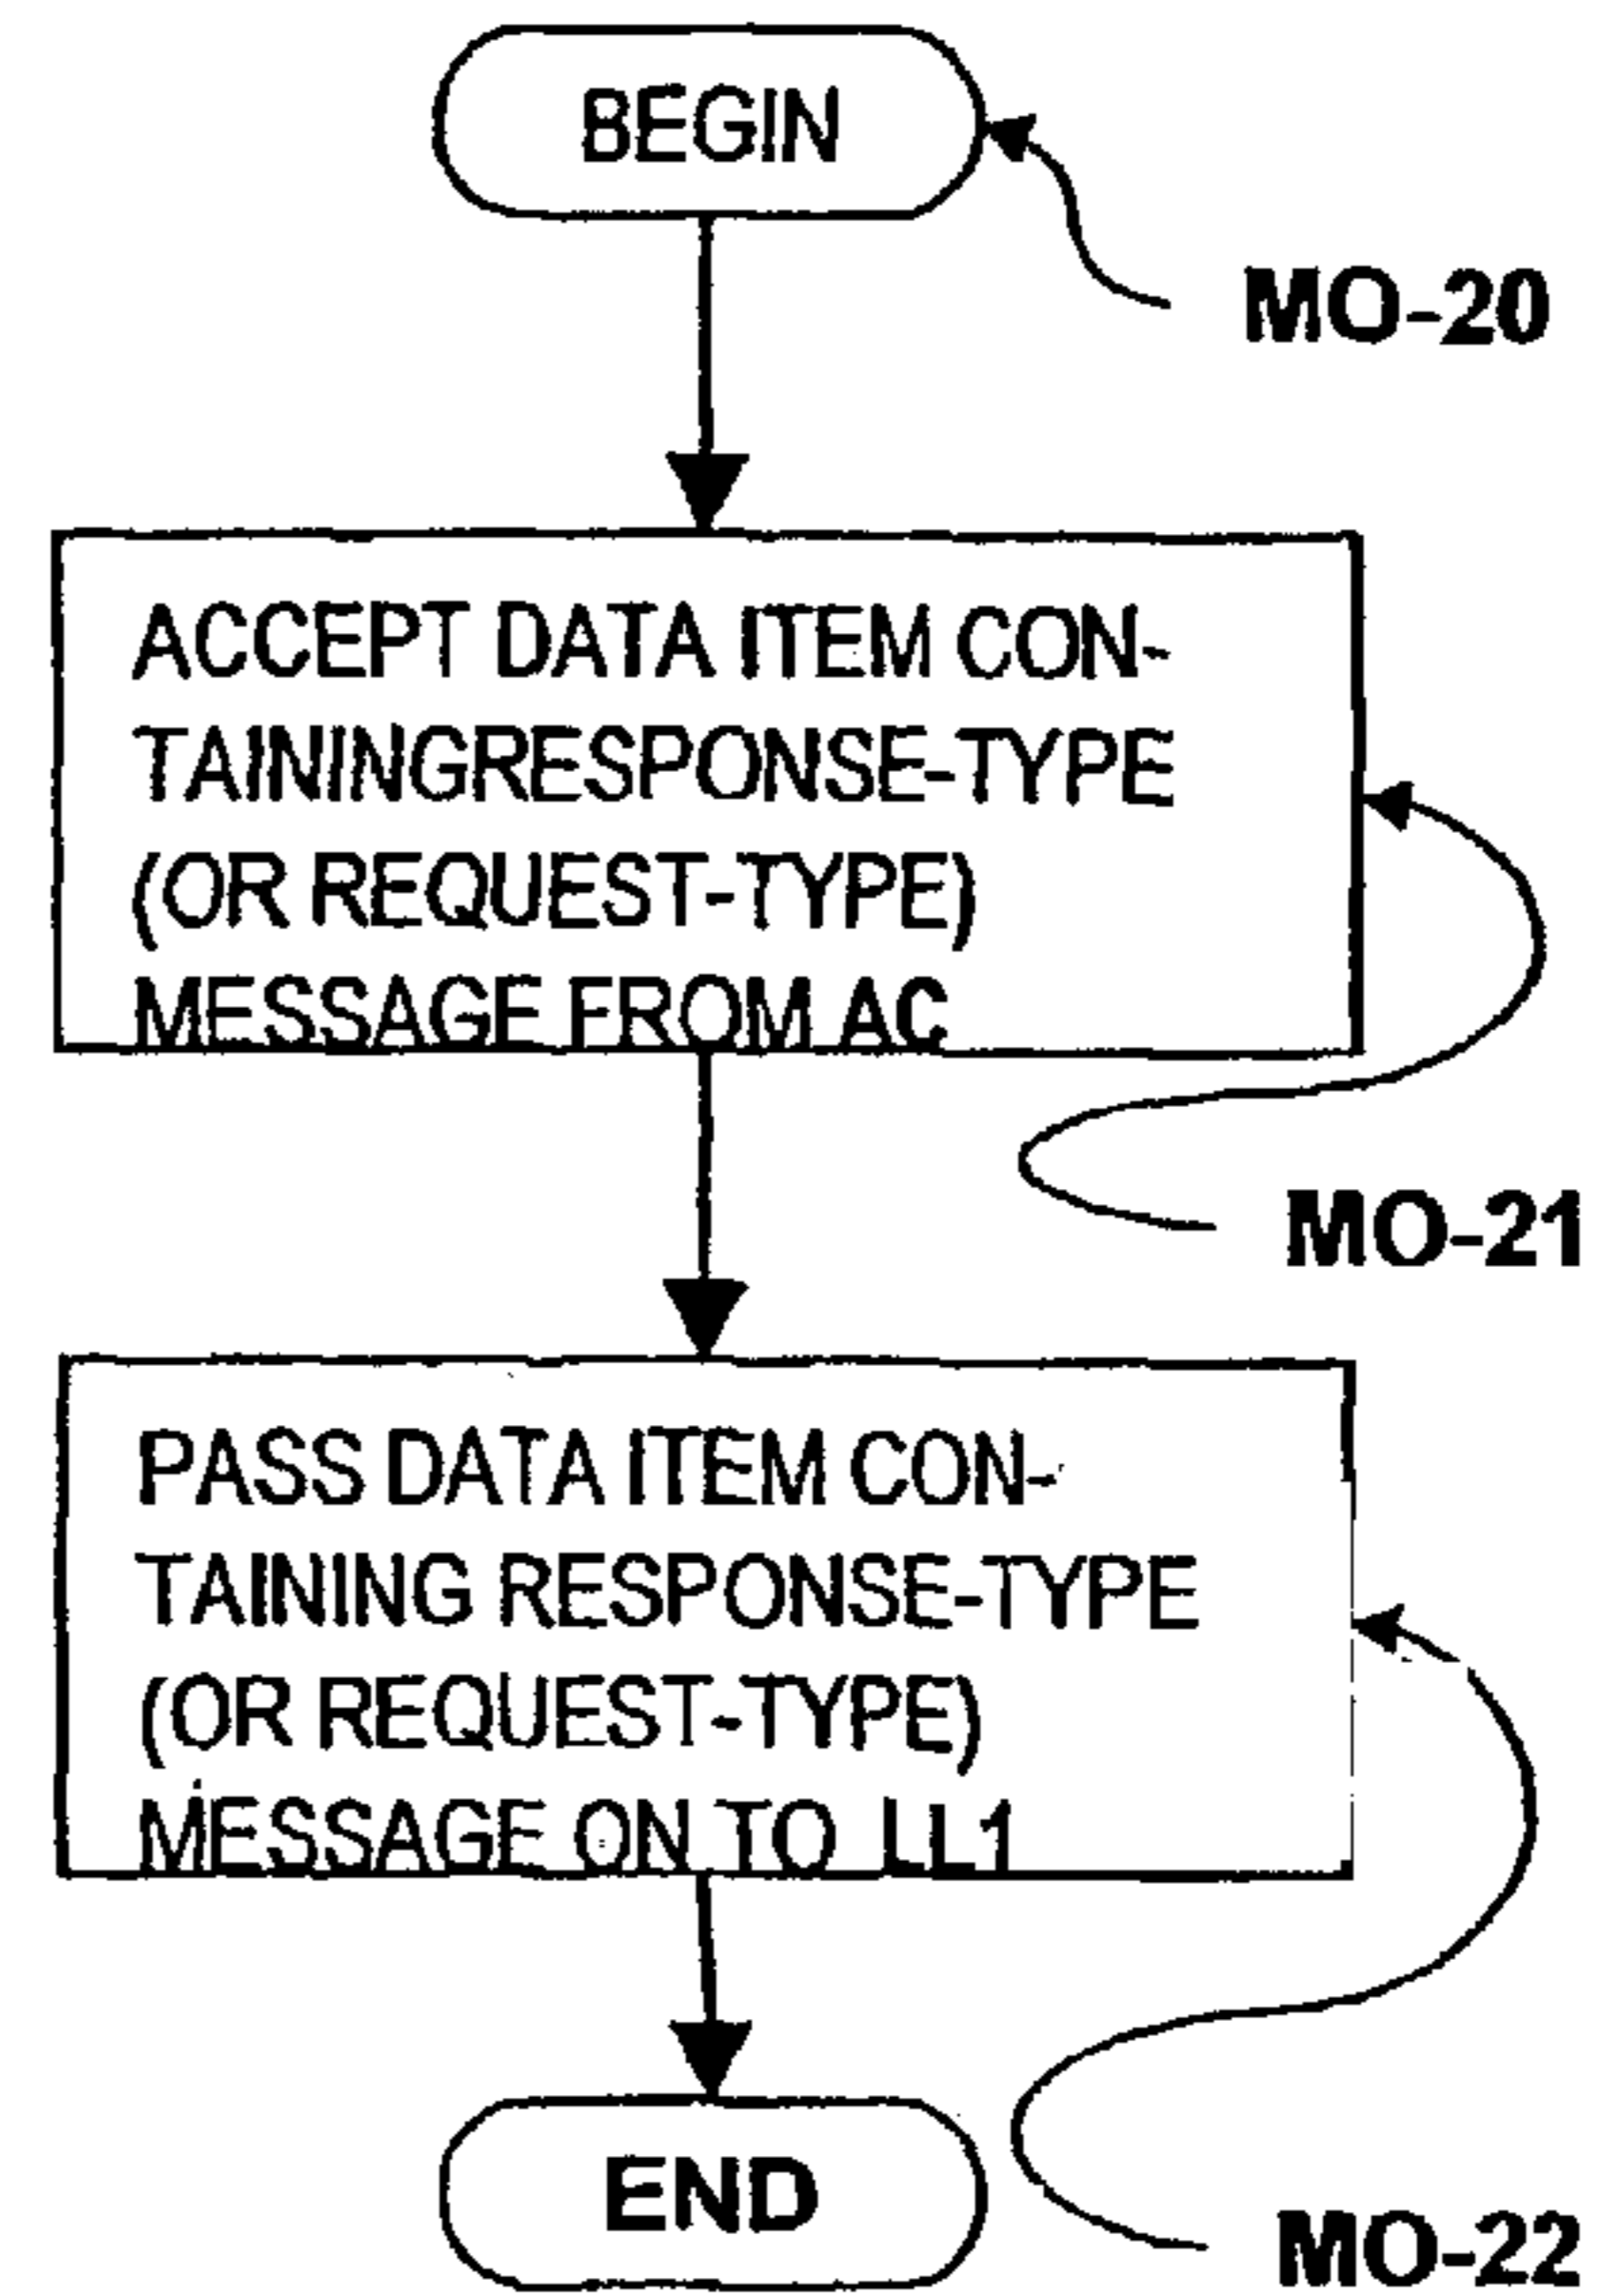 BEGIN
MO-20
ACCEPT DATA ITEM CON-
TAININGRESPONSE-TYPE
(OR REQUEST-TYPE)
MESSAGE FROM AC
MO-21
PASS DATA ITEM CON-
TAINING RESPONSE-TYPE
(OR REQUEST-TYPE)
MESSAGE ON TO LL1
END
MO-22